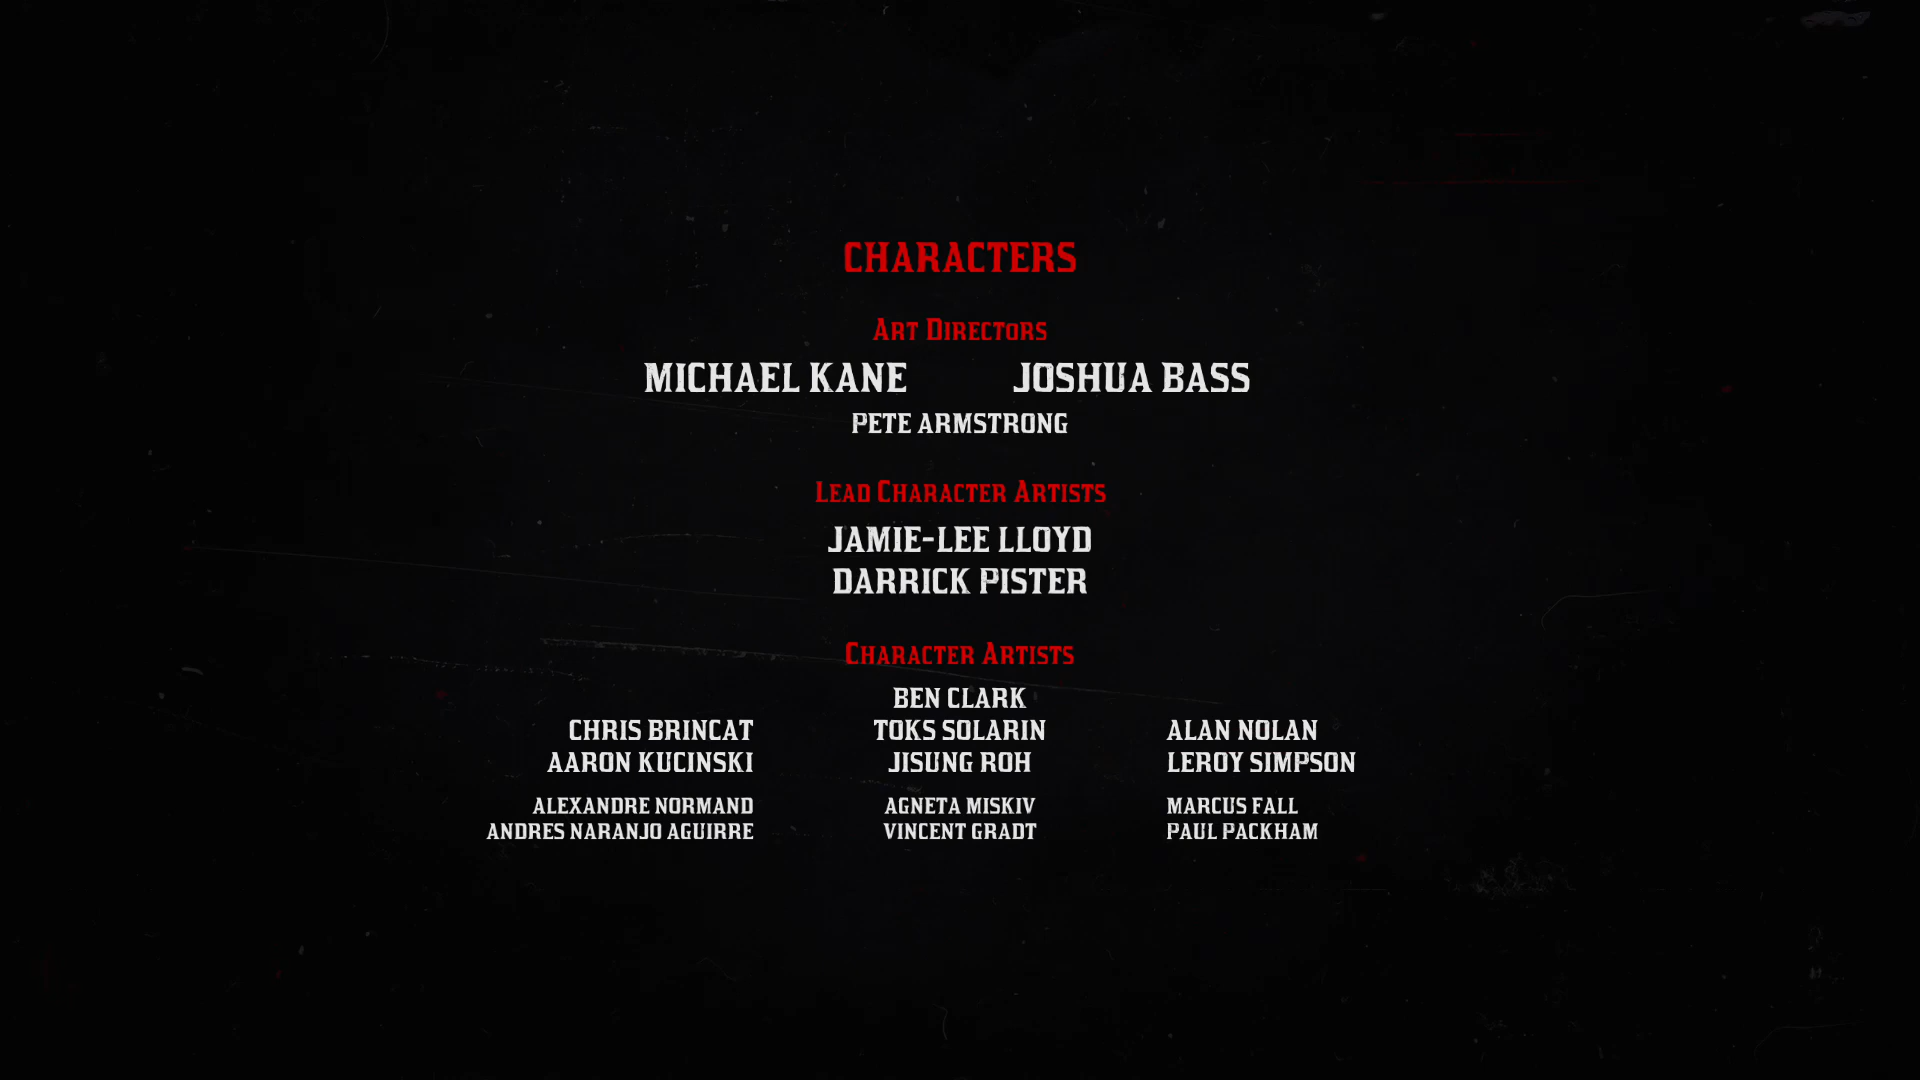 CHARACTERS
ART DIRECTORS
MICHAEL KANE JOSHUA BASS
PETE ARMSTRONG
LEAD CHARACTER ARTISTS
JAMIE-LEE LLOYD
DARRICK PISTER
CHARACTER ARTISTS
BEN CLARK
CHRIS BRINCAT TOKS SOLARIN ALAN NOLAN
AARON KUCINSKI JISUNG ROH LEROY SIMPSON
ALEXANDRE NORMAND AGNETA MISKIV MARCUS FALL
ANDRES NARANJO AGUIRRE VINCENT GRADT PAUL PACKHAM